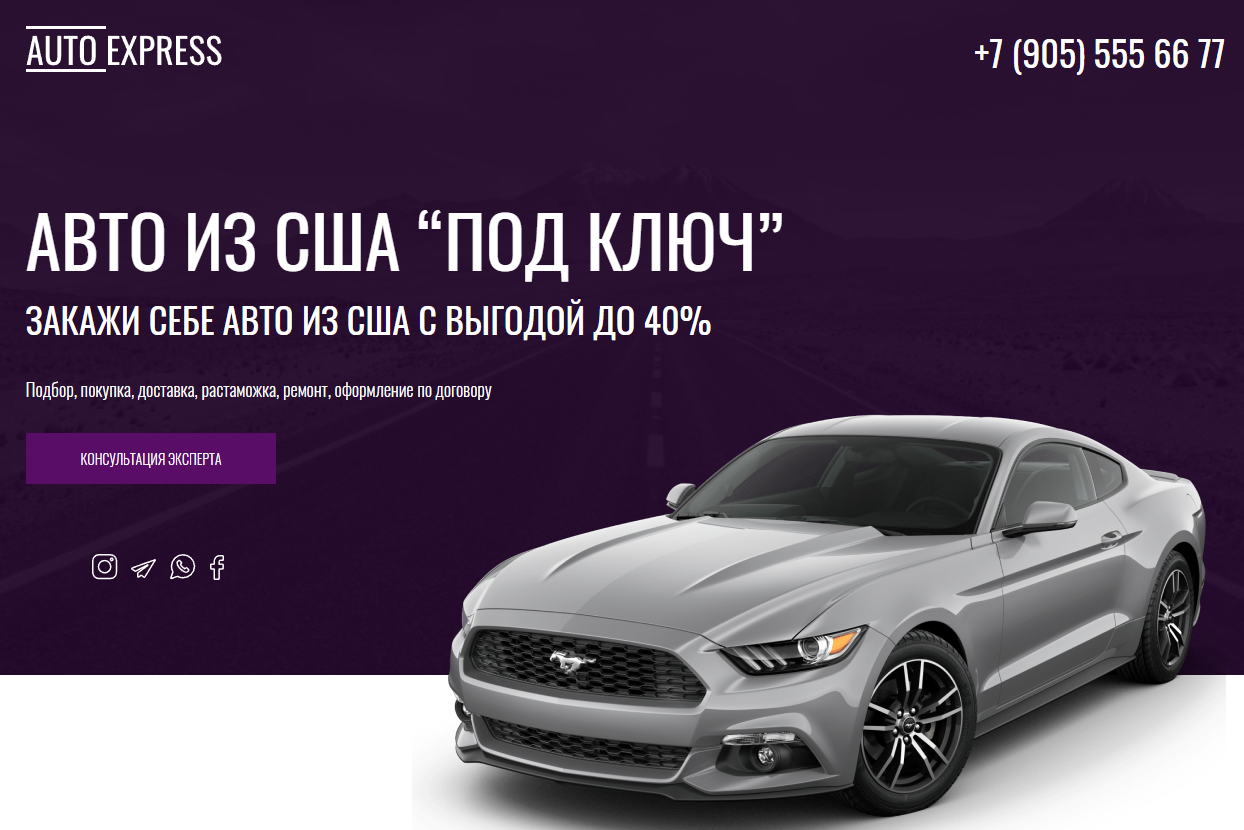 AUTO EXPRESS
+7 (905) 555 66 77
АВТО ИЗ США “ПОД КЛЮЧ”
ЗАКАЖИ СЕБЕ АВТО ИЗ США С ВЫГОДОЙ ДО 40%
Подбор, покупка, доставка, растаможка, ремонт, оформление по договору
КОНСУЛЬТАЦИЯ ЭКСПЕРТА